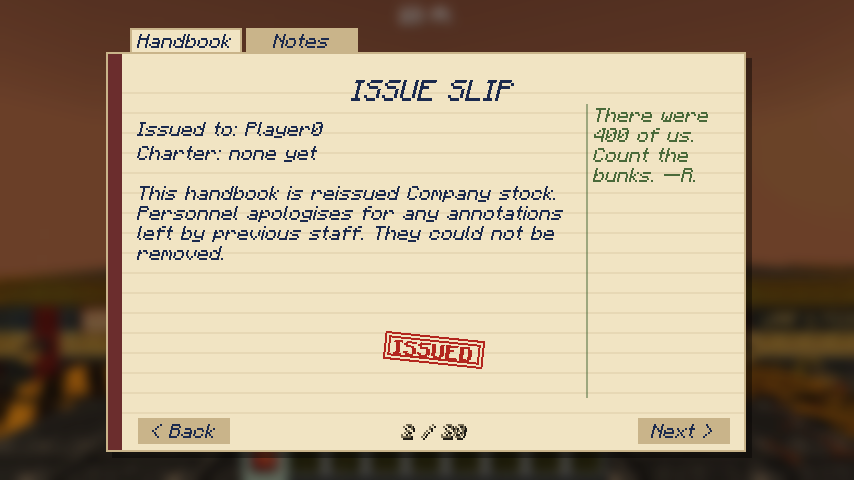 Handbook
Notes
ISSUE SLIP
Issued to: Player0
Charter: none yet
This handbook is reissued Company stock.
Personnel apologises for any annotations
left by previous staff. They could not be
removed.
There were
400 of us.
Count the
bunks. —R.
ISSUED
< Back
2 / 20
Next >